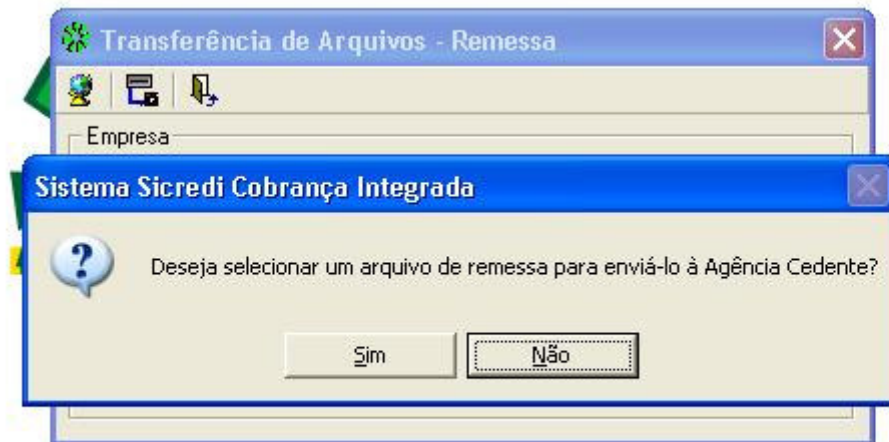 Transferência de Arquivos - Remessa
Empresa
Sistema Sicredi Cobrança Integrada
Deseja selecionar um arquivo de remessa para enviá-lo à Agência Cedente?
Sim
Não